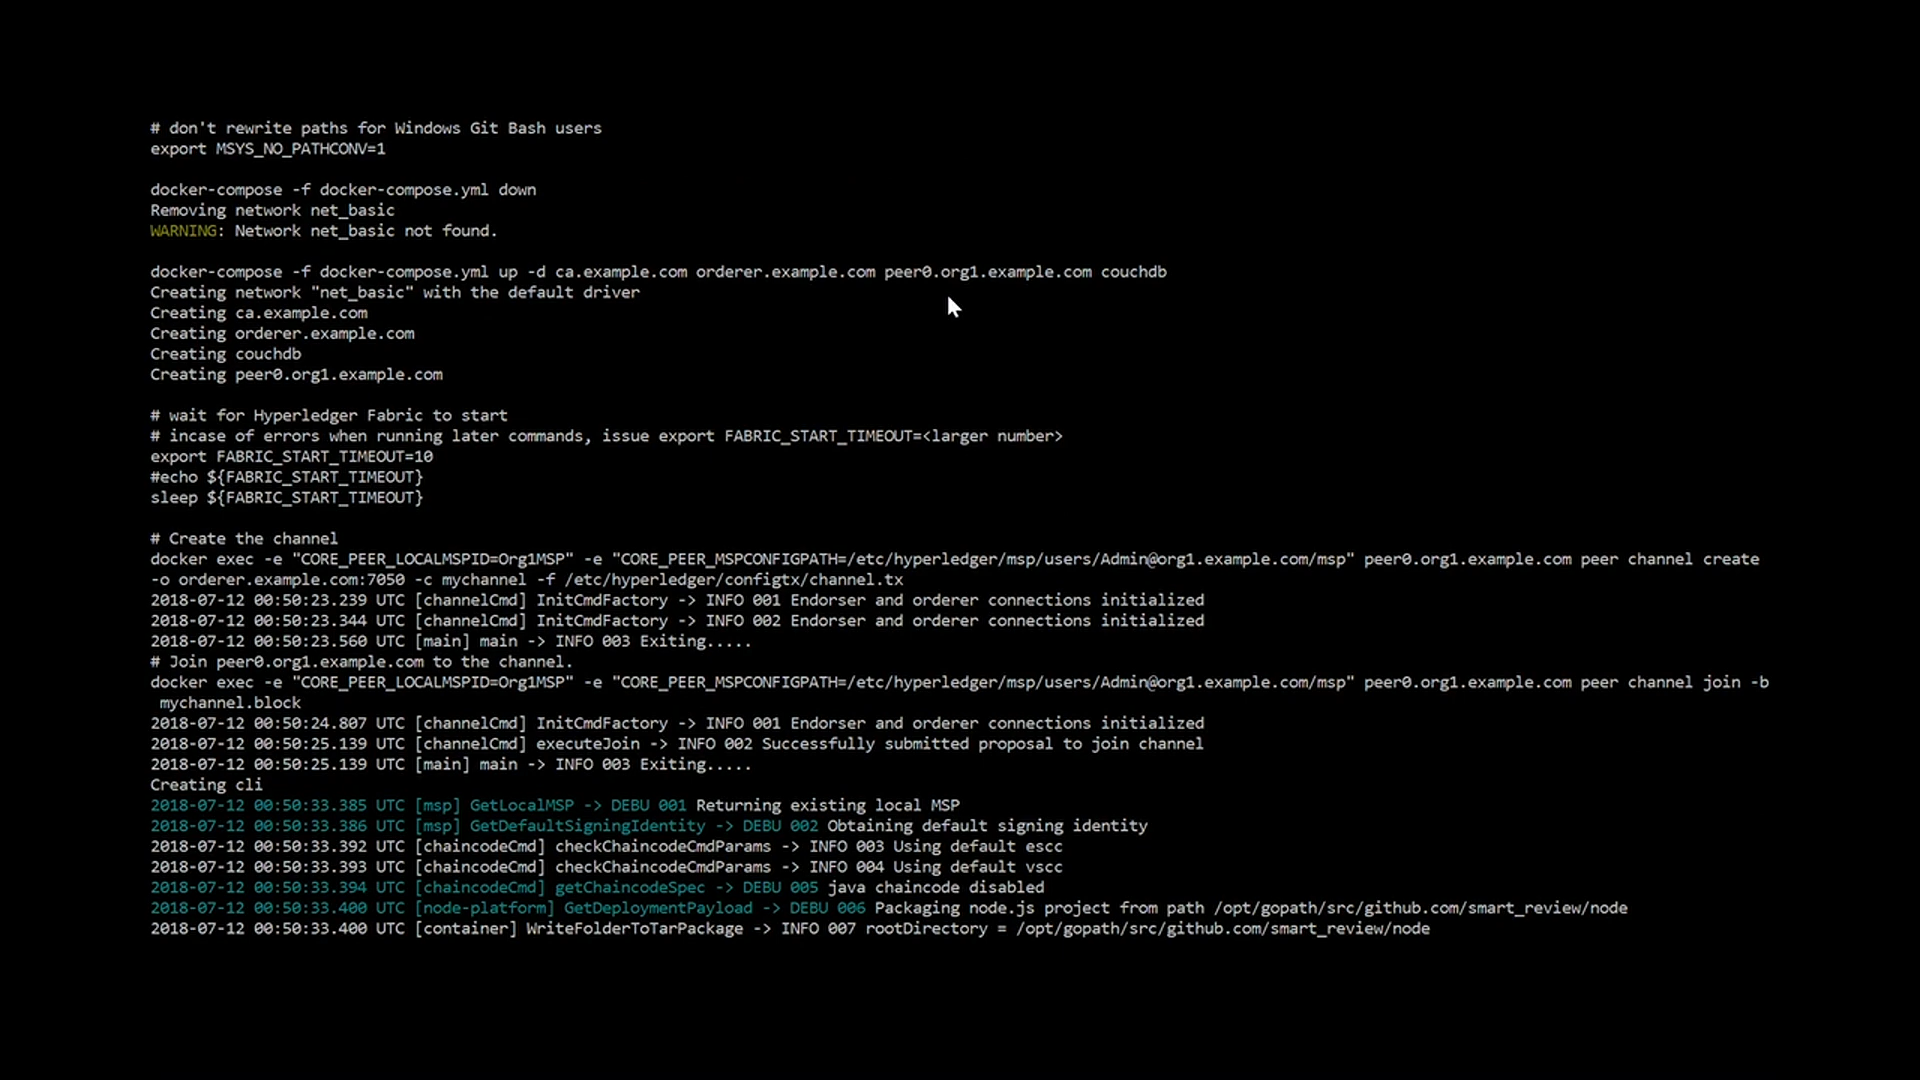 # don't rewrite paths for Windows Git Bash users
export MSYS_NO_PATHCONV=1
docker-compose -f docker-compose.yml down
Removing network net_basic
WARNING: Network net_basic not found.
docker-compose -f docker-compose.yml up -d ca.example.com orderer.example.com peer0.org1.example.com couchdb
Creating network "net_basic" with the default driver
Creating ca.example.com
Creating orderer.example.com
Creating couchdb
Creating peer0.org1.example.com
# wait for Hyperledger Fabric to start
# incase of errors when running later commands, issue export FABRIC_START_TIMEOUT=<larger number>
export FABRIC_START_TIMEOUT=10
#echo ${FABRIC_START_TIMEOUT}
sleep ${FABRIC_START_TIMEOUT}
# Create the channel
docker exec -e "CORE_PEER_LOCALMSPID=Org1MSP" -e "CORE_PEER_MSPCONFIGPATH=/etc/hyperledger/msp/users/Admin@org1.example.com/msp" peer0.org1.example.com peer channel create
-o orderer.example.com:7050 -c mychannel -f /etc/hyperledger/configtx/channel.tx
2018-07-12 00:50:23.239 UTC [channelCmd] InitCmdFactory -> INFO 001 Endorser and orderer connections initialized
2018-07-12 00:50:23.344 UTC [channelCmd] InitCmdFactory -> INFO 002 Endorser and orderer connections initialized
2018-07-12 00:50:23.560 UTC [main] main -> INFO 003 Exiting.....
# Join peer0.org1.example.com to the channel.
docker exec -e "CORE_PEER_LOCALMSPID=Org1MSP" -e "CORE_PEER_MSPCONFIGPATH=/etc/hyperledger/msp/users/Admin@org1.example.com/msp" peer0.org1.example.com peer channel join -b
mychannel.block
2018-07-12 00:50:24.807 UTC [channelCmd] InitCmdFactory -> INFO 001 Endorser and orderer connections initialized
2018-07-12 00:50:25.139 UTC [channelCmd] executeJoin -> INFO 002 Successfully submitted proposal to join channel
2018-07-12 00:50:25.139 UTC [main] main -> INFO 003 Exiting.....
Creating cli
2018-07-12 00:50:33.385 UTC [msp] GetLocalMSP -> DEBU 001 Returning existing local MSP
2018-07-12 00:50:33.386 UTC [msp] GetDefaultSigningIdentity -> DEBU 002 Obtaining default signing identity
2018-07-12 00:50:33.392 UTC [chaincodeCmd] checkChaincodeCmdParams -> INFO 003 Using default escc
2018-07-12 00:50:33.393 UTC [chaincodeCmd] checkChaincodeCmdParams -> INFO 004 Using default vscc
2018-07-12 00:50:33.394 UTC [chaincodeCmd] getChaincodeSpec -> DEBU 005 java chaincode disabled
2018-07-12 00:50:33.400 UTC [node-platform] GetDeploymentPayload -> DEBU 006 Packaging node.js project from path /opt/gopath/src/github.com/smart_review/node
2018-07-12 00:50:33.400 UTC [container] WriteFolderToTarPackage -> INFO 007 rootDirectory = /opt/gopath/src/github.com/smart_review/node